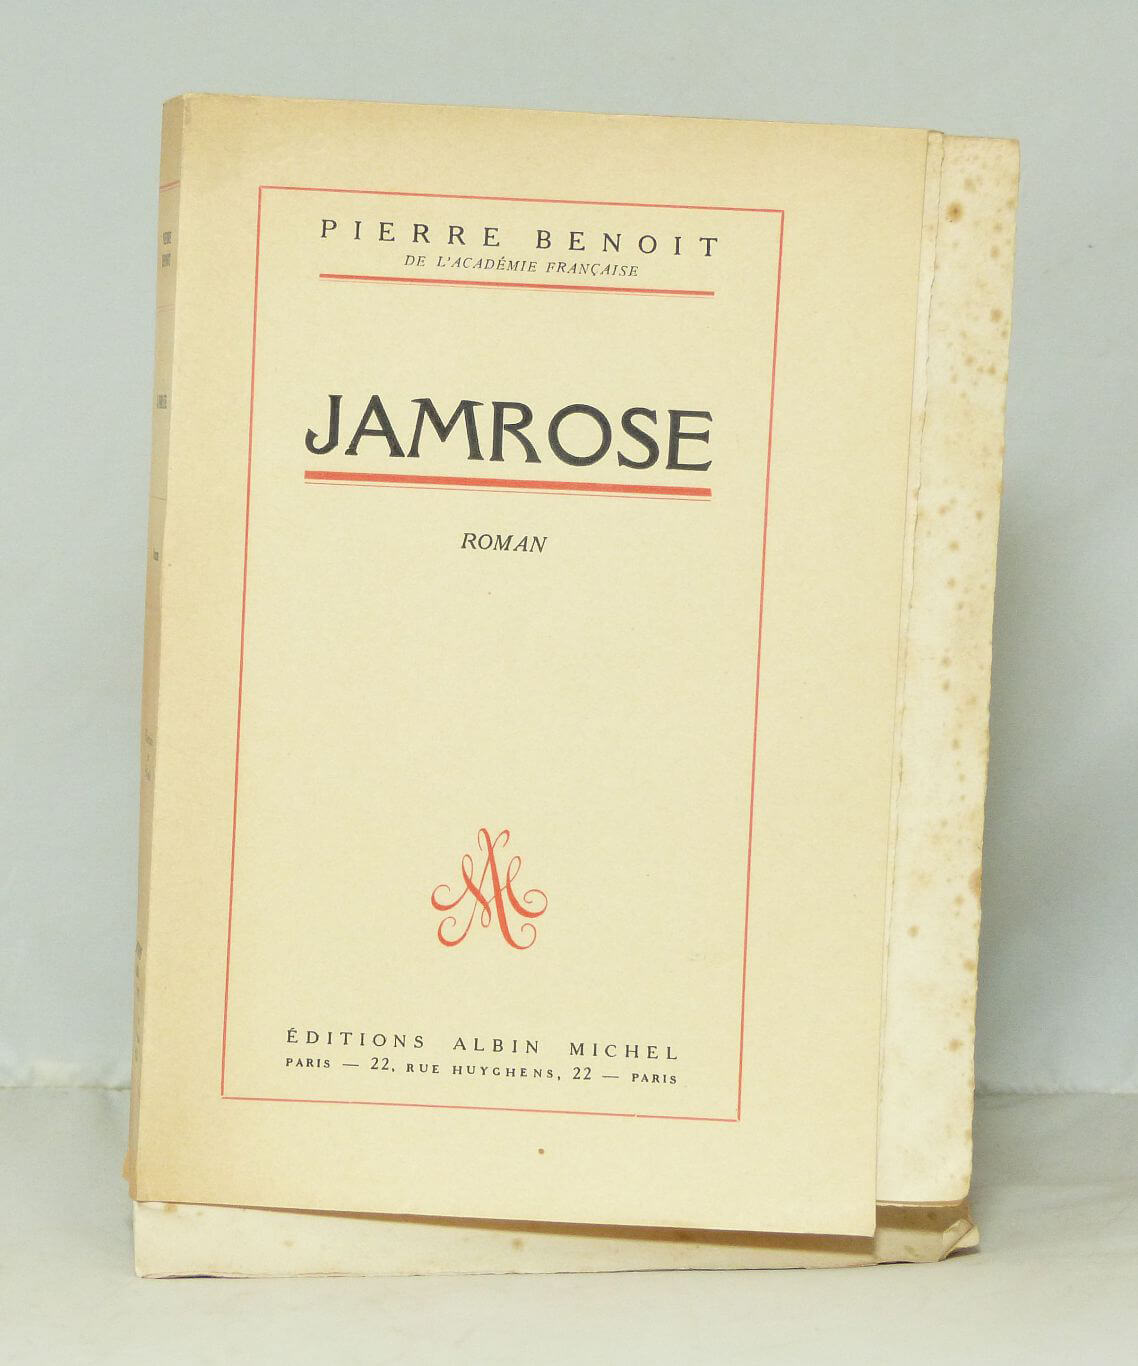 PIERRE BENOIT
DE L'ACADÉMIE FRANÇAISE
JAMROSE
ROMAN
ÉDITIONS ALBIN MICHEL
PARIS — 22, RUE HUYGHENS, 22 — PARIS